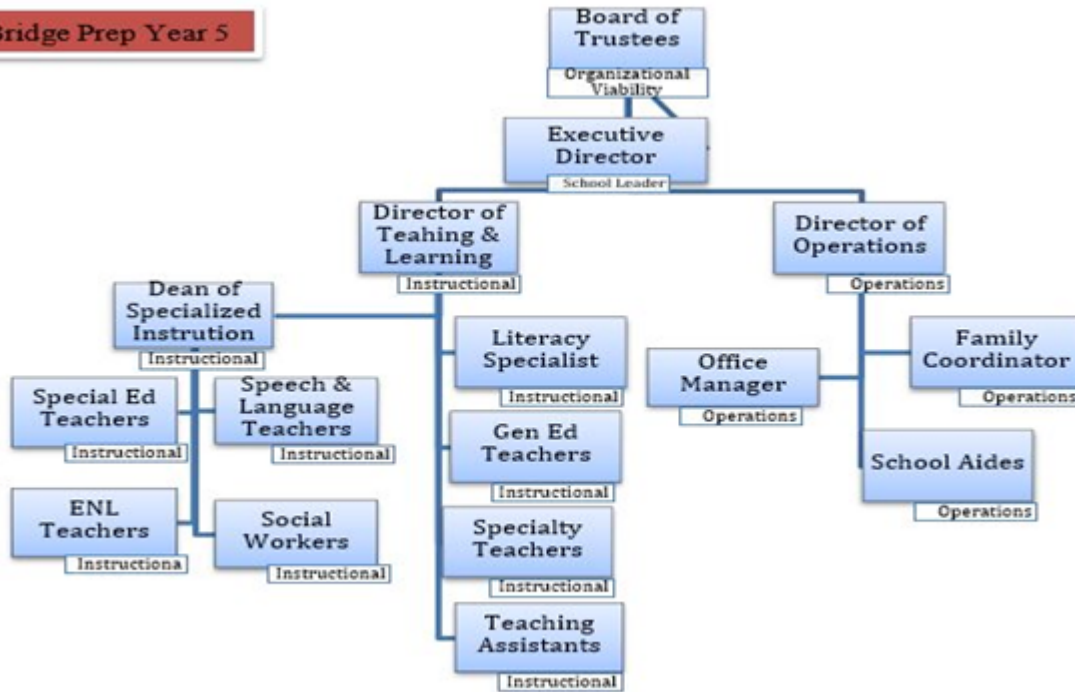 Bridge Prep Year 5
Board of
Trustees
Organizational
Viability
Executive
Director
School Leader
Director of
Teahing &
Learning
Instructional
Director of
Operations
Operations
Dean of
Specialized
Instrution
Instructional
Literacy
Specialist
Instructional
Office
Manager
Operations
Family
Coordinator
Operations
Special Ed
Teachers
Instructional
Speech &
Language
Teachers
Instructional
Gen Ed
Teachers
Instructional
School Aides
Operations
ENL
Teachers
Instructiona
Social
Workers
Instructional
Specialty
Teachers
Instructional
Teaching
Assistants
Instructional